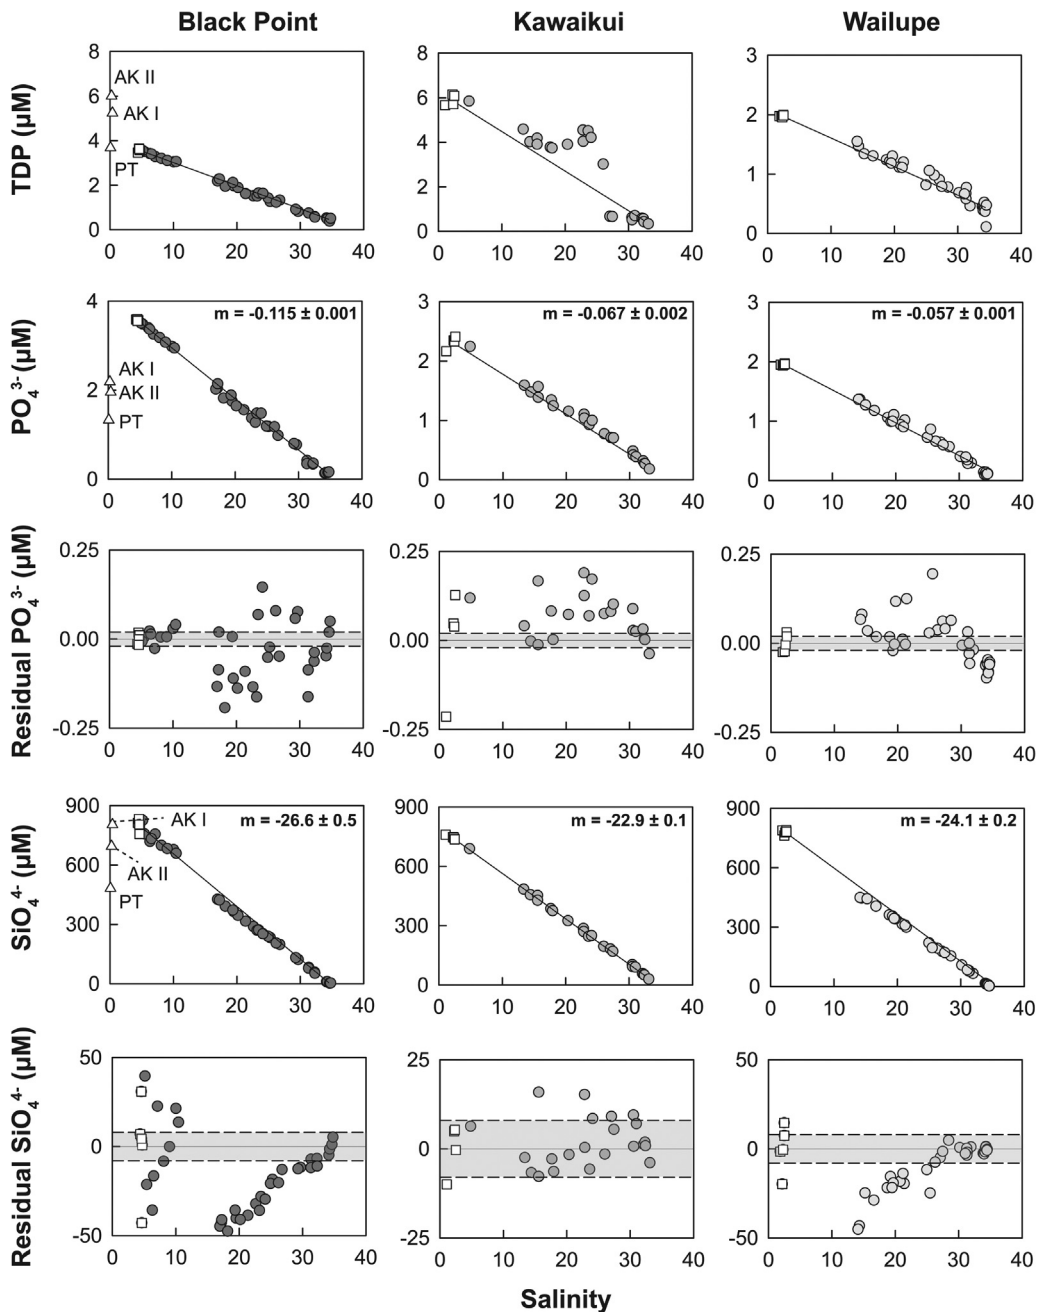 Black Point Kawaikui Wailupe
TDP (µM)
8
6
4
2
0
AK II
AK I
PT
0 10 20 30 40
8
6
4
2
0
0 10 20 30 40
3
2
1
0
0 10 20 30 40
PO₄³⁻ (µM)
4
2
0
m = -0.115 ± 0.001
AK I
AK II
PT
0 10 20 30 40
3
2
1
0
m = -0.067 ± 0.002
0 10 20 30 40
3
2
1
0
m = -0.057 ± 0.001
0 10 20 30 40
Residual PO₄³⁻ (µM)
0.25
0.00
-0.25
0 10 20 30 40
0.25
0.00
-0.25
0 10 20 30 40
0.25
0.00
-0.25
0 10 20 30 40
SiO₄⁴⁻ (µM)
900
600
300
0
AK I
m = -26.6 ± 0.5
AK II
PT
0 10 20 30 40
900
600
300
0
m = -22.9 ± 0.1
0 10 20 30 40
900
600
300
0
m = -24.1 ± 0.2
0 10 20 30 40
Residual SiO₄⁴⁻ (µM)
50
0
-50
0 10 20 30 40
25
0
-25
0 10 20 30 40
50
0
-50
0 10 20 30 40
Salinity